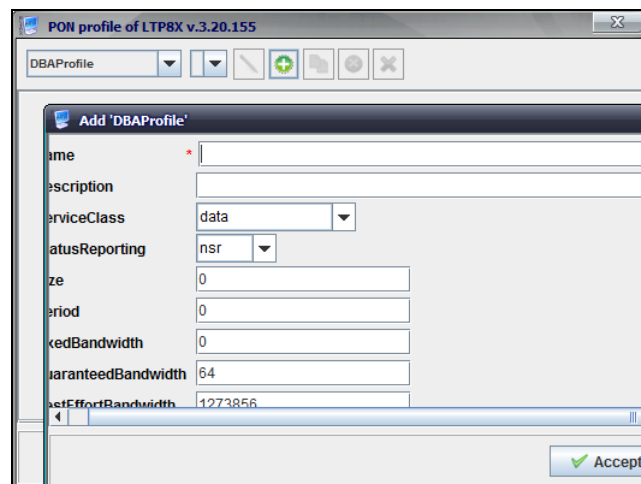 PON profile of LTP8X v.3.20.155
DBAProfile
Add 'DBAProfile'
ame *
escription
erviceClass data
atusReporting nsr
ze 0
eriod 0
xedBandwidth 0
uaranteedBandwidth 64
estEffortBandwidth 1273856
Accept